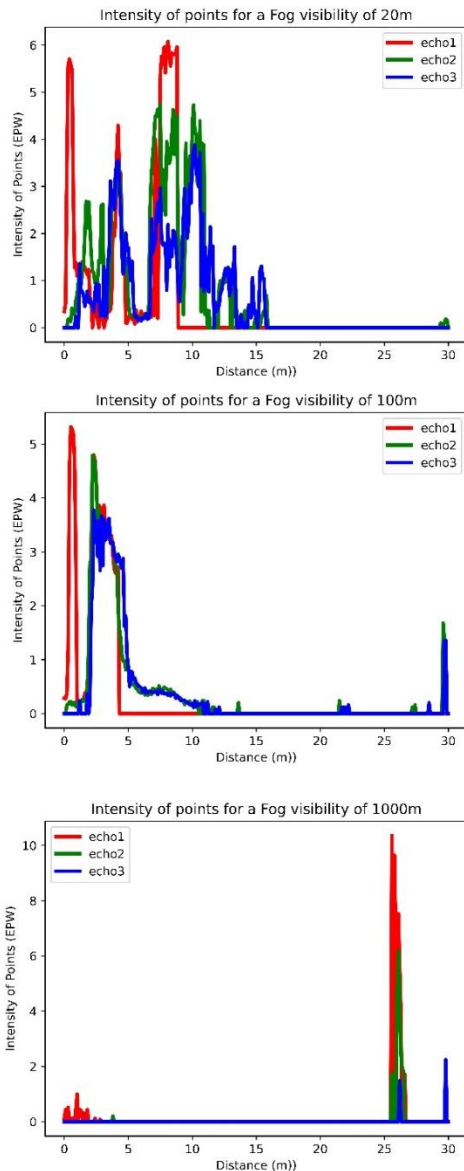 Intensity of points for a Fog visibility of 20m
echo1
echo2
echo3
Intensity of Points (EPW)
6
5
4
3
2
1
0
0 5 10 15 20 25 30
Distance (m))
Intensity of points for a Fog visibility of 100m
echo1
echo2
echo3
Intensity of Points (EPW)
5
4
3
2
1
0
0 5 10 15 20 25 30
Distance (m))
Intensity of points for a Fog visibility of 1000m
echo1
echo2
echo3
Intensity of Points (EPW)
10
8
6
4
2
0
0 5 10 15 20 25 30
Distance (m))